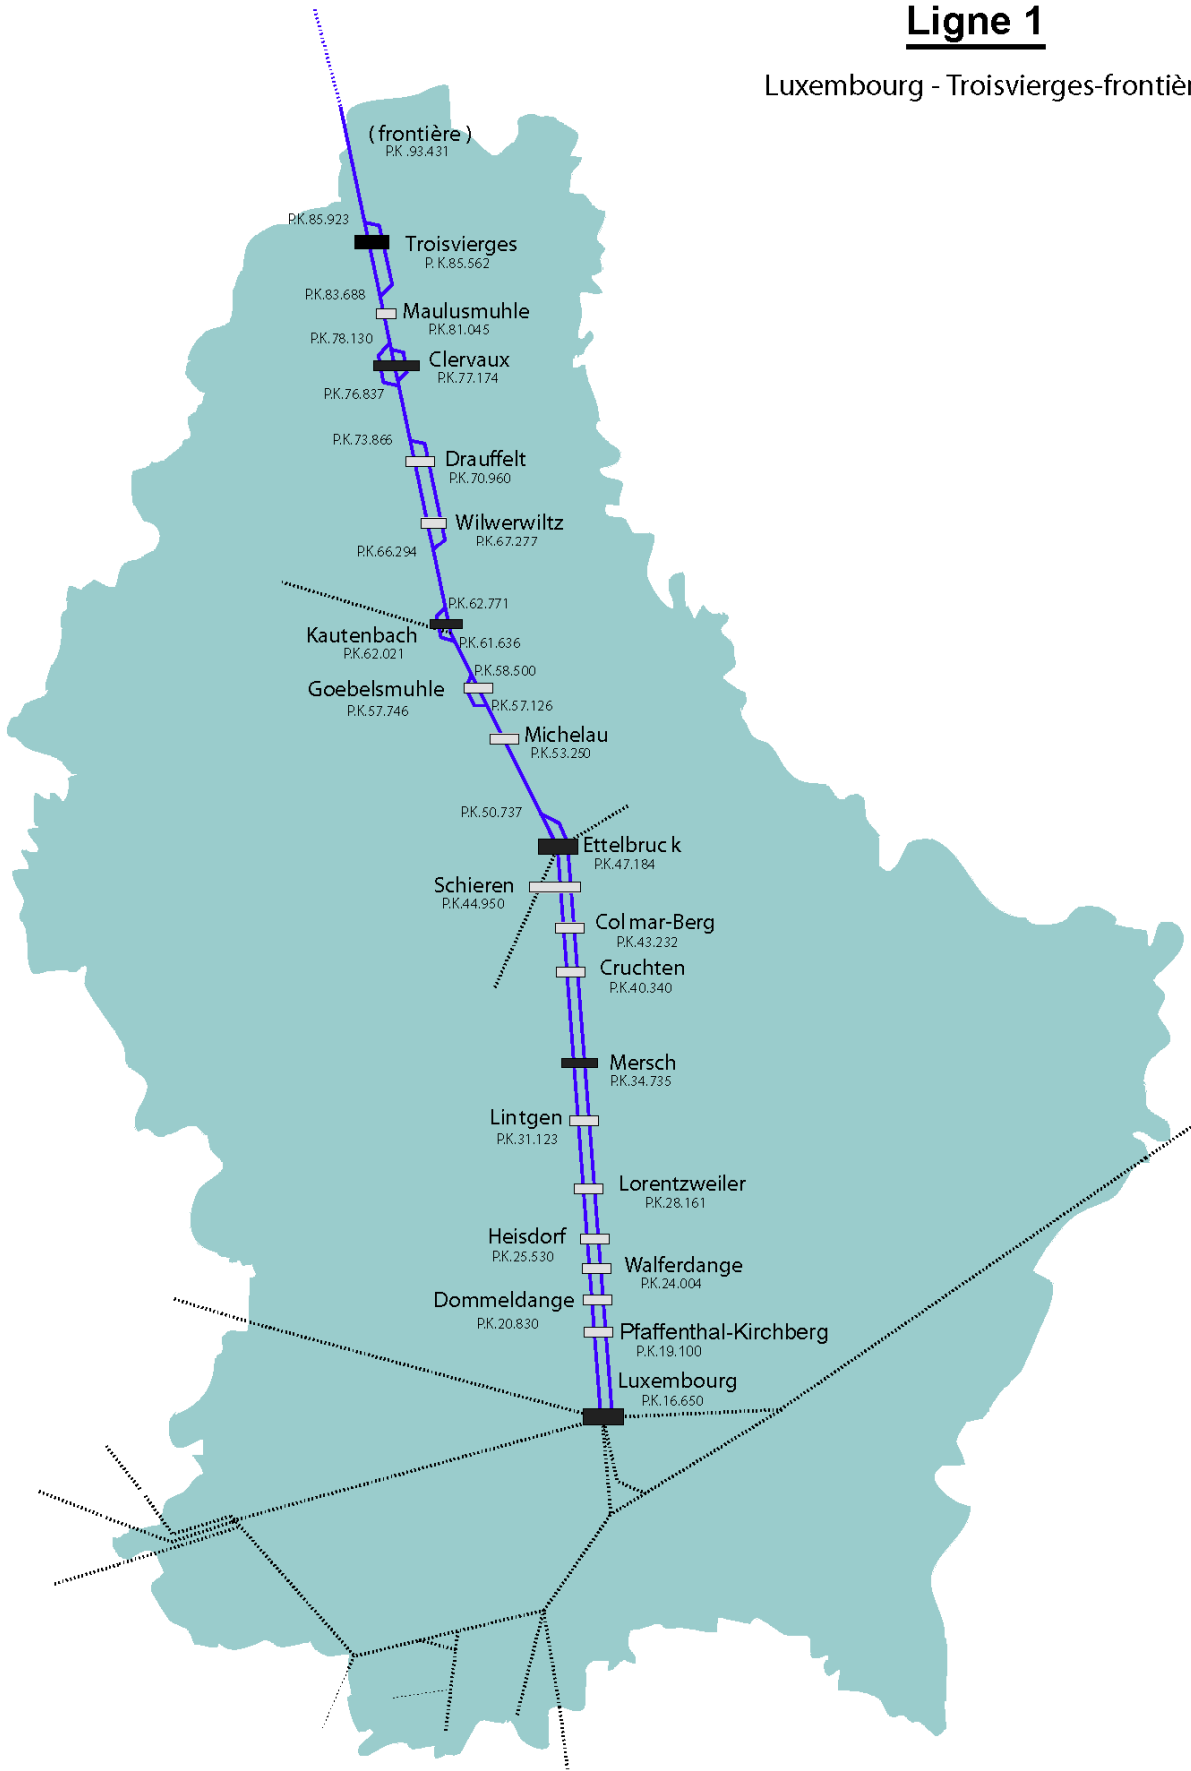 Ligne 1
Luxembourg - Troisvierges-frontièr
( frontière )
P.K .93.431
P.K.85.923
Troisvierges
P. K.85.562
P.K.83.688
Maulusmuhle
P.K.81.045
P.K.78.130
Clervaux
P.K.77.174
P.K.76.837
P.K.73.866
Drauffelt
P.K.70.960
Wilwerwiltz
P.K.67.277
P.K.66.294
P.K.62.771
Kautenbach
P.K.62.021
P.K.61.636
P.K.58.500
Goebelsmuhle
P.K.57.746
P.K.57.126
Michelau
P.K.53.250
P.K.50.737
Ettelbruck
P.K.47.184
Schieren
P.K.44.950
Colmar-Berg
P.K.43.232
Cruchten
P.K.40.340
Mersch
P.K.34.735
Lintgen
P.K.31.123
Lorentzweiler
P.K.28.161
Heisdorf
P.K.25.530
Walferdange
P.K.24.004
Dommeldange
P.K.20.830
Pfaffenthal-Kirchberg
P.K.19.100
Luxembourg
P.K.16.650